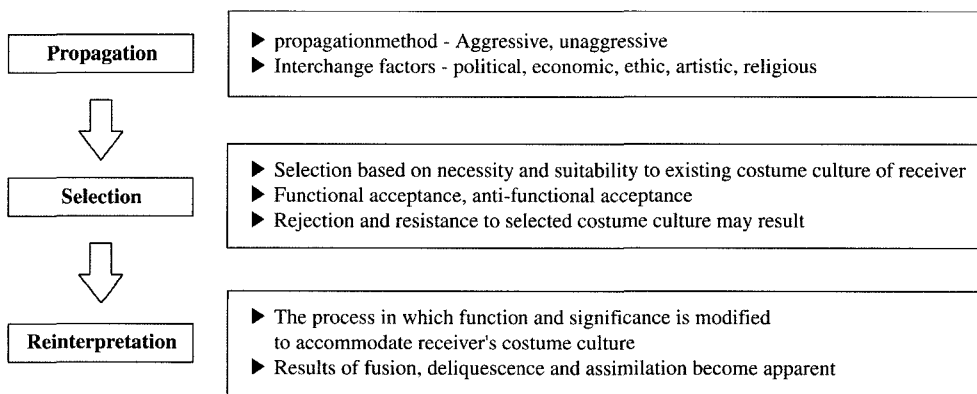 Propagation
▶ propagationmethod - Aggressive, unaggressive
▶ Interchange factors - political, economic, ethic, artistic, religious
Selection
▶ Selection based on necessity and suitability to existing costume culture of receiver
▶ Functional acceptance, anti-functional acceptance
▶ Rejection and resistance to selected costume culture may result
Reinterpretation
▶ The process in which function and significance is modified
to accommodate receiver's costume culture
▶ Results of fusion, deliquescence and assimilation become apparent